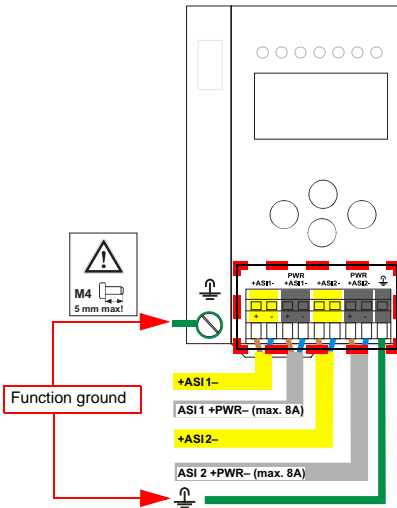 PWR PWR
+ASI1- +ASI1- +ASI2- +ASI2-
+ - + -
M4
5 mm max!
Function ground
+ASI1–
ASI 1 +PWR– (max. 8A)
+ASI2–
ASI 2 +PWR– (max. 8A)